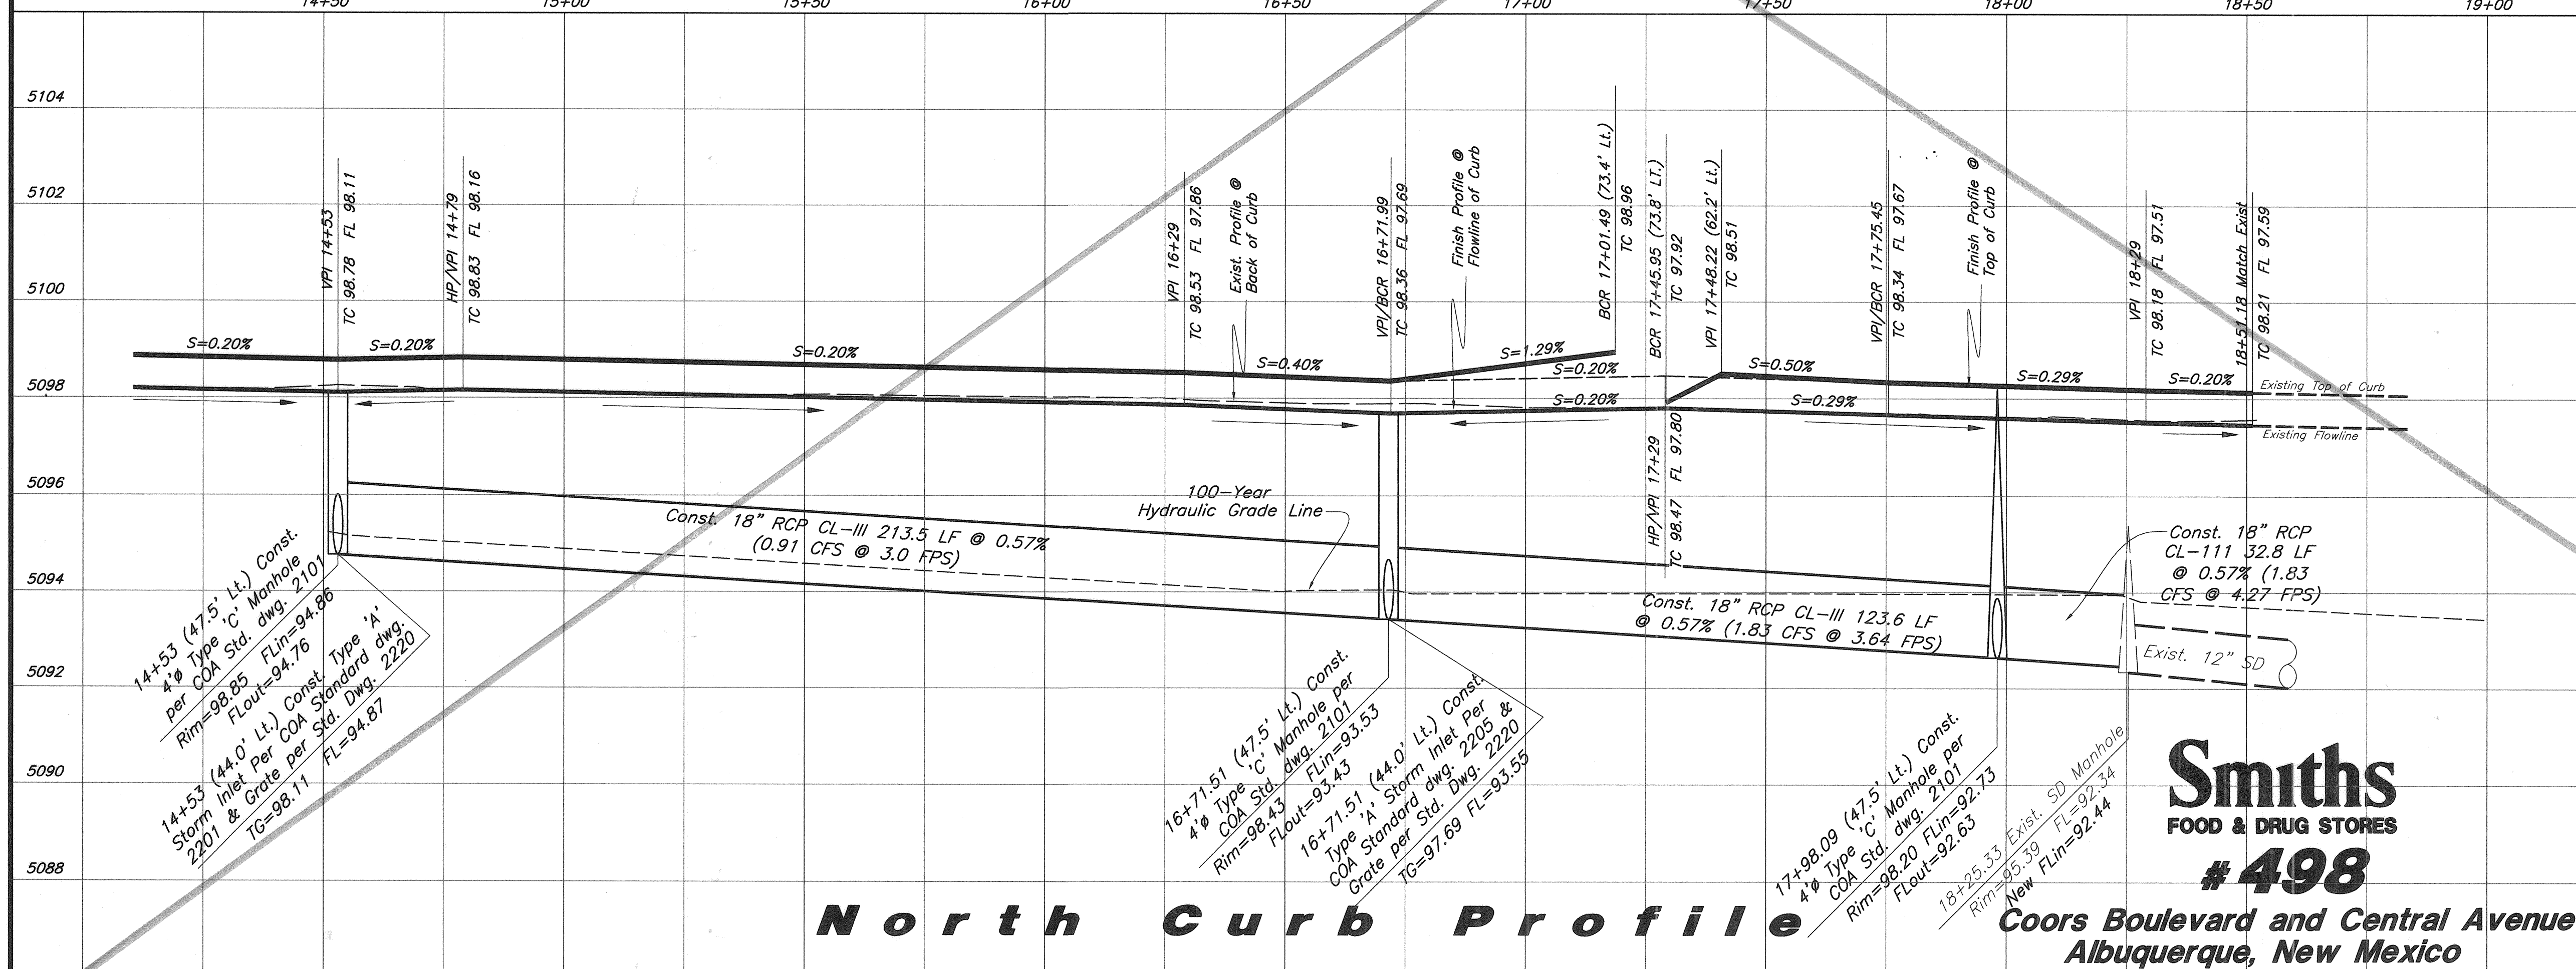 14+50 15+00 15+50 16+00 16+50 17+00 17+50 18+00 18+50 19+00
5104
5102
5100
5098
5096
5094
5092
5090
5088
VPI 14+53
TC 98.78 FL 98.11
HP/VPI 14+79
TC 98.83 FL 98.16
VPI 16+29
TC 98.53 FL 97.86
Exist. Profile @
Back of Curb
VPI/BCR 16+71.99
TC 98.36 FL 97.69
Finish Profile @
Flowline of Curb
BCR 17+01.49 (73.4' Lt.)
TC 98.96
BCR 17+45.95 (73.8' LT.)
TC 97.92
VPI 17+48.22 (62.2' Lt.)
TC 98.51
VPI/BCR 17+75.45
TC 98.34 FL 97.67
Finish Profile @
Top of Curb
VPI 18+29
TC 98.18 FL 97.51
18+51.18 Match Exist
TC 98.21 FL 97.59
S=0.20%
S=0.20%
S=0.20%
S=0.40%
S=1.29%
S=0.20%
S=0.20%
S=0.50%
S=0.29%
S=0.29%
S=0.20%
Existing Top of Curb
Existing Flowline
HP/VPI 17+29
TC 98.47 FL 97.80
100-Year
Hydraulic Grade Line
Const. 18" RCP CL-III 213.5 LF @ 0.57%
(0.91 CFS @ 3.0 FPS)
Const. 18" RCP CL-III 123.6 LF
@ 0.57% (1.83 CFS @ 3.64 FPS)
Const. 18" RCP
CL-111 32.8 LF
@ 0.57% (1.83
CFS @ 4.27 FPS)
Exist. 12" SD
14+53 (47.5' Lt.) Const.
4'ø Type 'C' Manhole
per COA Std. dwg. 2101
Rim=98.85 FLin=94.86
FLout=94.76
14+53 (44.0' Lt.) Const. Type 'A'
Storm Inlet Per COA Standard dwg.
2201 & Grate per Std. Dwg. 2220
TG=98.11 FL=94.87
16+71.51 (47.5' Lt.) Const.
4'ø Type 'C' Manhole per
COA Std. dwg. 2101
Rim=98.43 FLin=93.53
FLout=93.43
16+71.51 (44.0' Lt.) Const.
Type 'A' Storm Inlet Per
COA Standard dwg. 2205 &
Grate per Std. Dwg. 2220
TG=97.69 FL=93.55
17+98.09 (47.5' Lt.) Const.
4'ø Type 'C' Manhole per
COA Std. dwg. 2101
Rim=98.20 FLin=92.73
FLout=92.63
18+25.33 Exist. SD Manhole
Rim=95.39 FL=92.34
New FLin=92.44
Smiths
FOOD & DRUG STORES
#498
North Curb Profile
Coors Boulevard and Central Avenue
Albuquerque, New Mexico